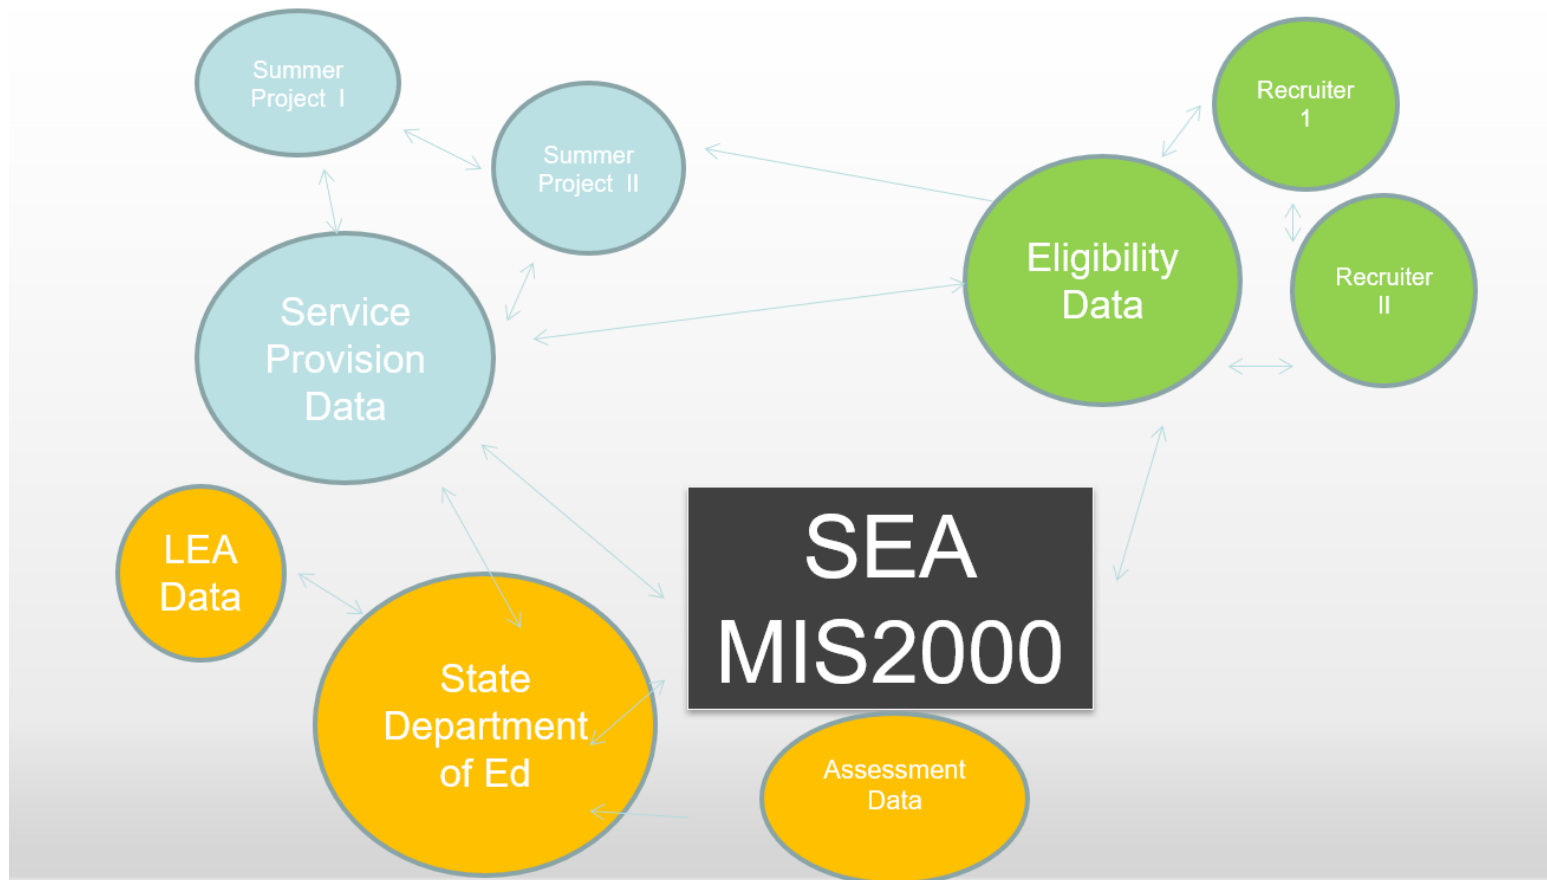 Summer
Project I
Summer
Project II
Recruiter
1
Eligibility
Data
Recruiter
II
Service
Provision
Data
LEA
Data
SEA
MIS2000
State
Department
of Ed
Assessment
Data